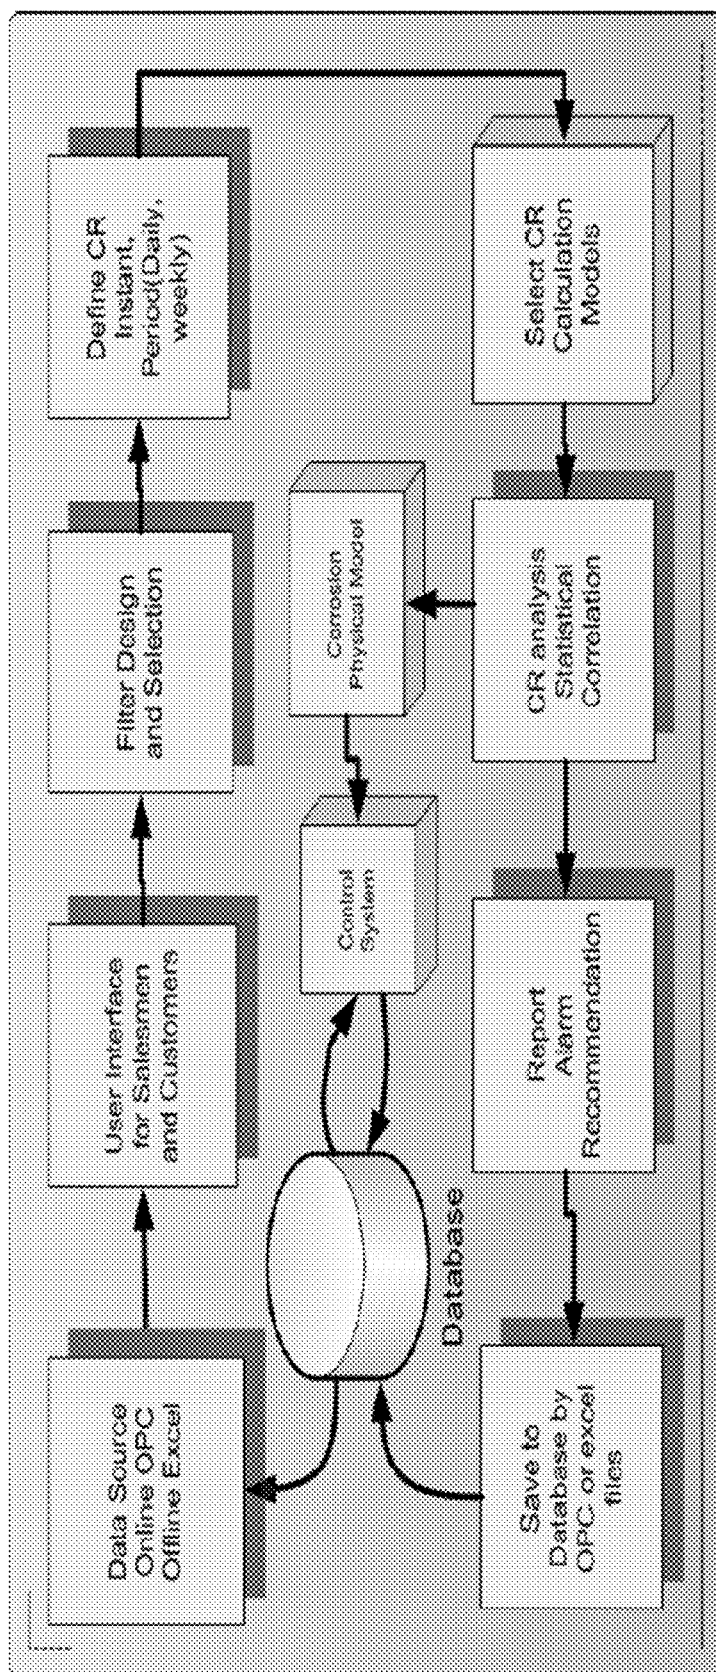 Data Source
Online OPC
Offline Excel
User Interface
for Salesmen
and Customers
Filter Design
and Selection
Define CR
Instant,
Period(Daily,
weekly)
Database
Control
System
Corrosion
Physical Model
Save to
Database by
OPC or excel
files
Report
Alarm
Recommendation
CR analysis
Statistical
Correlation
Select CR
Calculation
Models